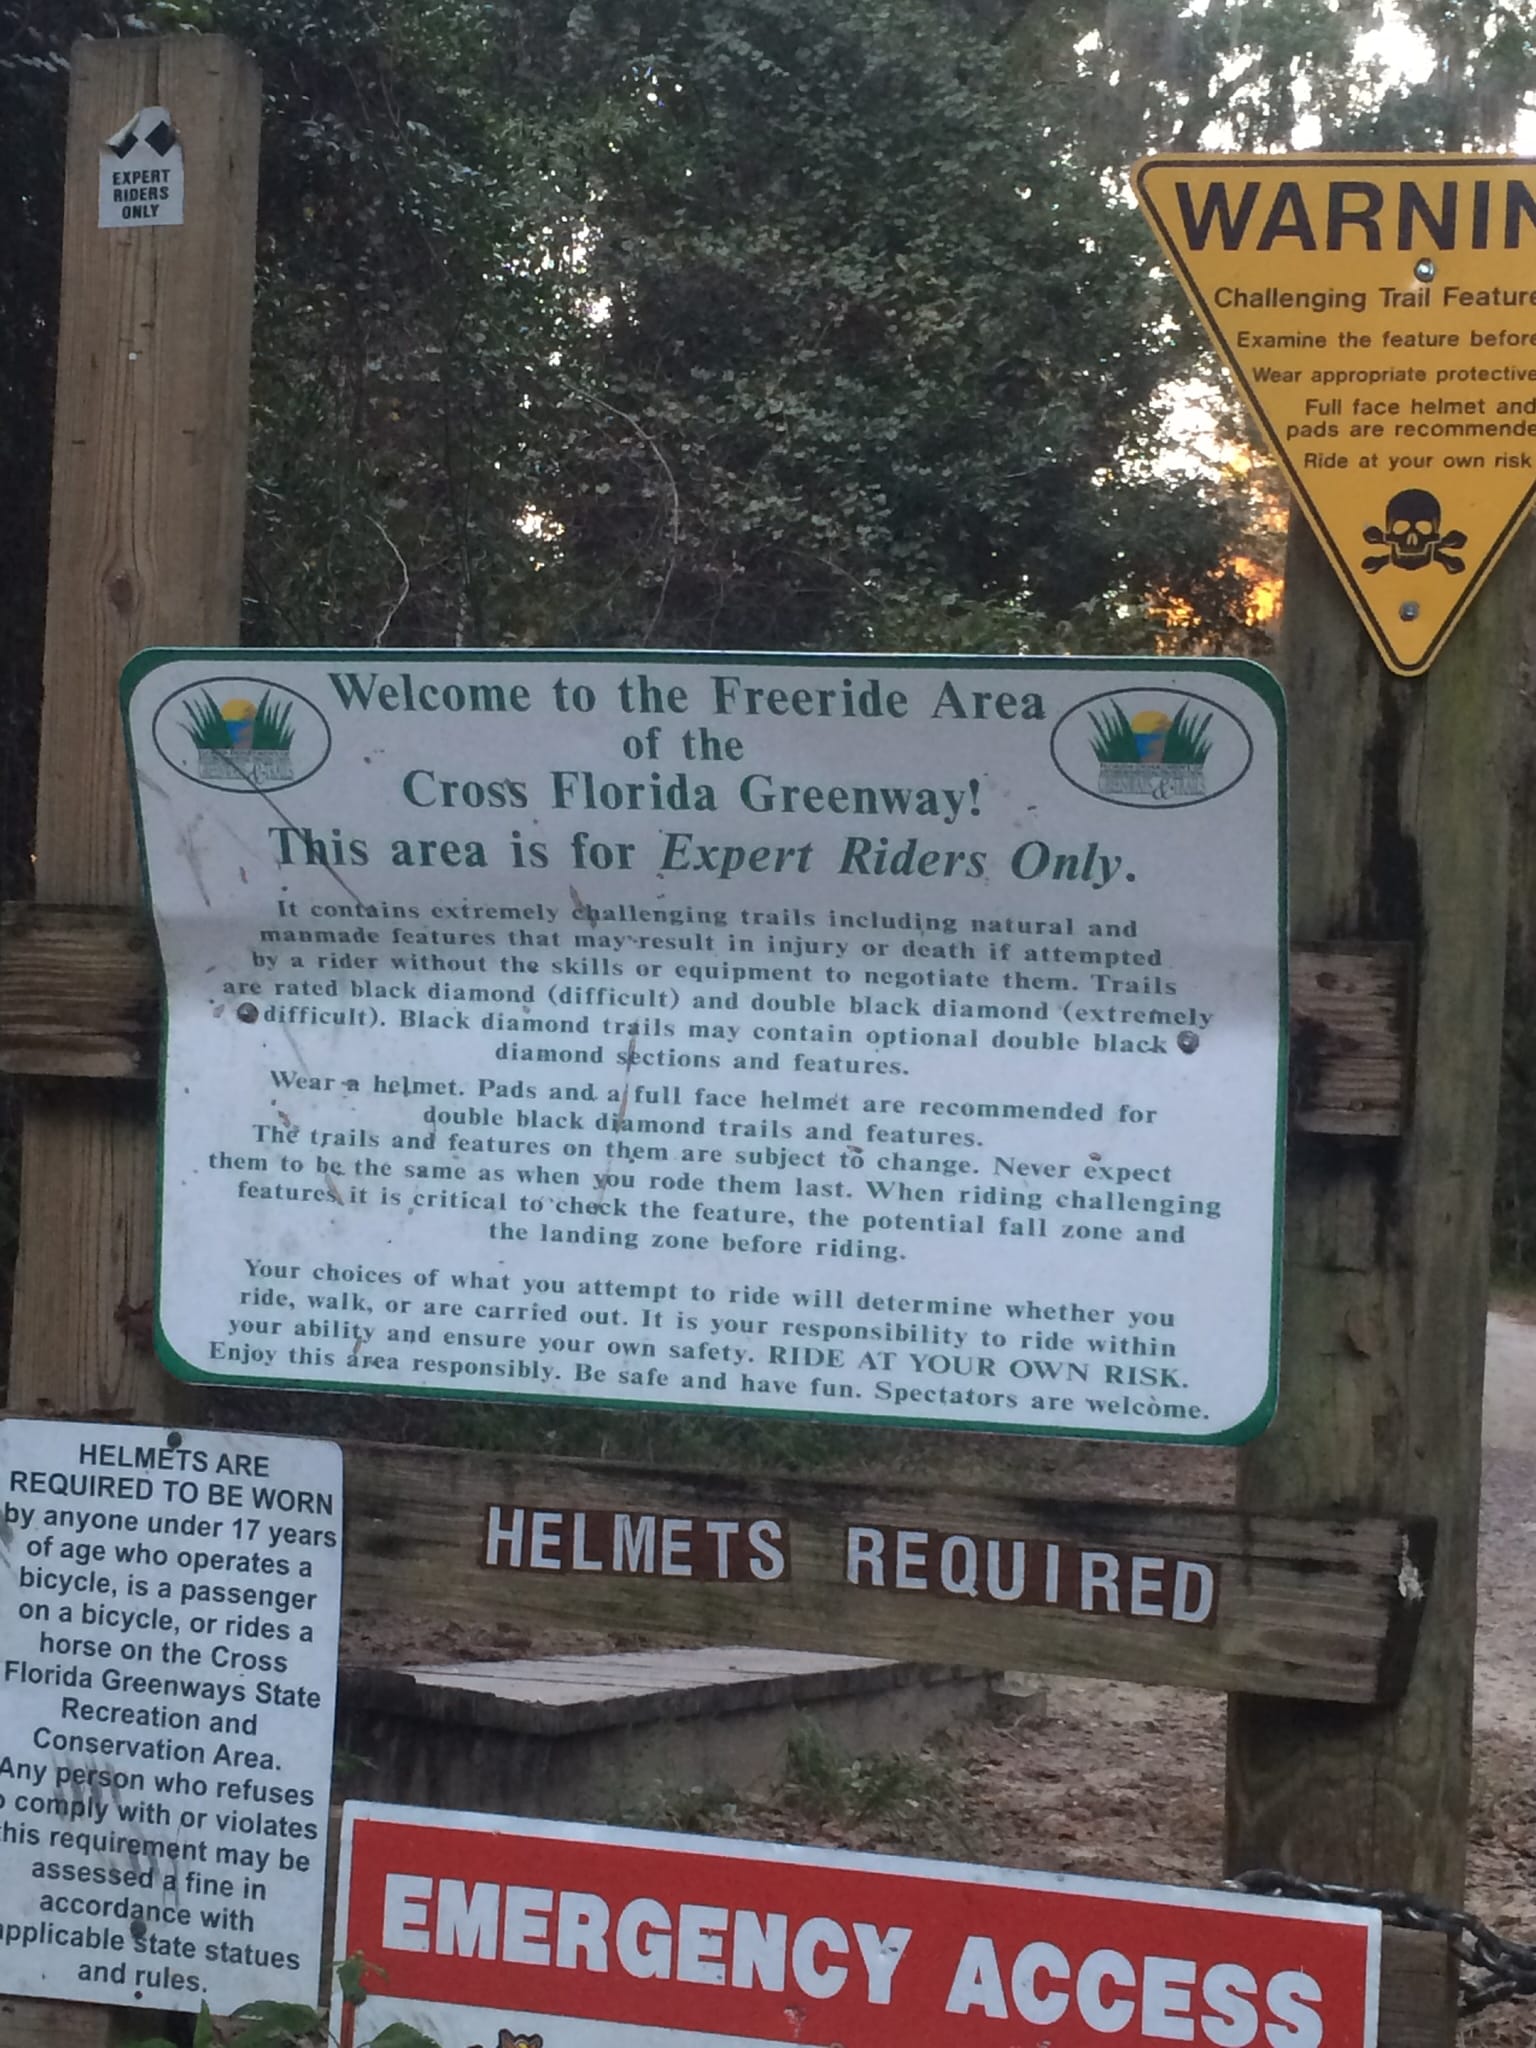 EXPERT
RIDERS
ONLY
WARNIN
Challenging Trail Feature
Examine the feature before
Wear appropriate protective
Full face helmet and
pads are recommende
Ride at your own risk
Welcome to the Freeride Area
of the
Cross Florida Greenway!
This area is for Expert Riders Only.
It contains extremely challenging trails including natural and
manmade features that may result in injury or death if attempted
by a rider without the skills or equipment to negotiate them. Trails
are rated black diamond (difficult) and double black diamond (extremely
difficult). Black diamond trails may contain optional double black
diamond sections and features.
Wear a helmet. Pads and a full face helmet are recommended for
double black diamond trails and features.
The trails and features on them are subject to change. Never expect
them to be the same as when you rode them last. When riding challenging
features it is critical to check the feature, the potential fall zone and
the landing zone before riding.
Your choices of what you attempt to ride will determine whether you
ride, walk, or are carried out. It is your responsibility to ride within
your ability and ensure your own safety. RIDE AT YOUR OWN RISK.
Enjoy this area responsibly. Be safe and have fun. Spectators are welcome.
HELMETS ARE
REQUIRED TO BE WORN
by anyone under 17 years
of age who operates a
bicycle, is a passenger
on a bicycle, or rides a
horse on the Cross
Florida Greenways State
Recreation and
Conservation Area.
Any person who refuses
o comply with or violates
this requirement may be
assessed a fine in
accordance with
applicable state statues
and rules.
HELMETS REQUIRED
EMERGENCY ACCESS